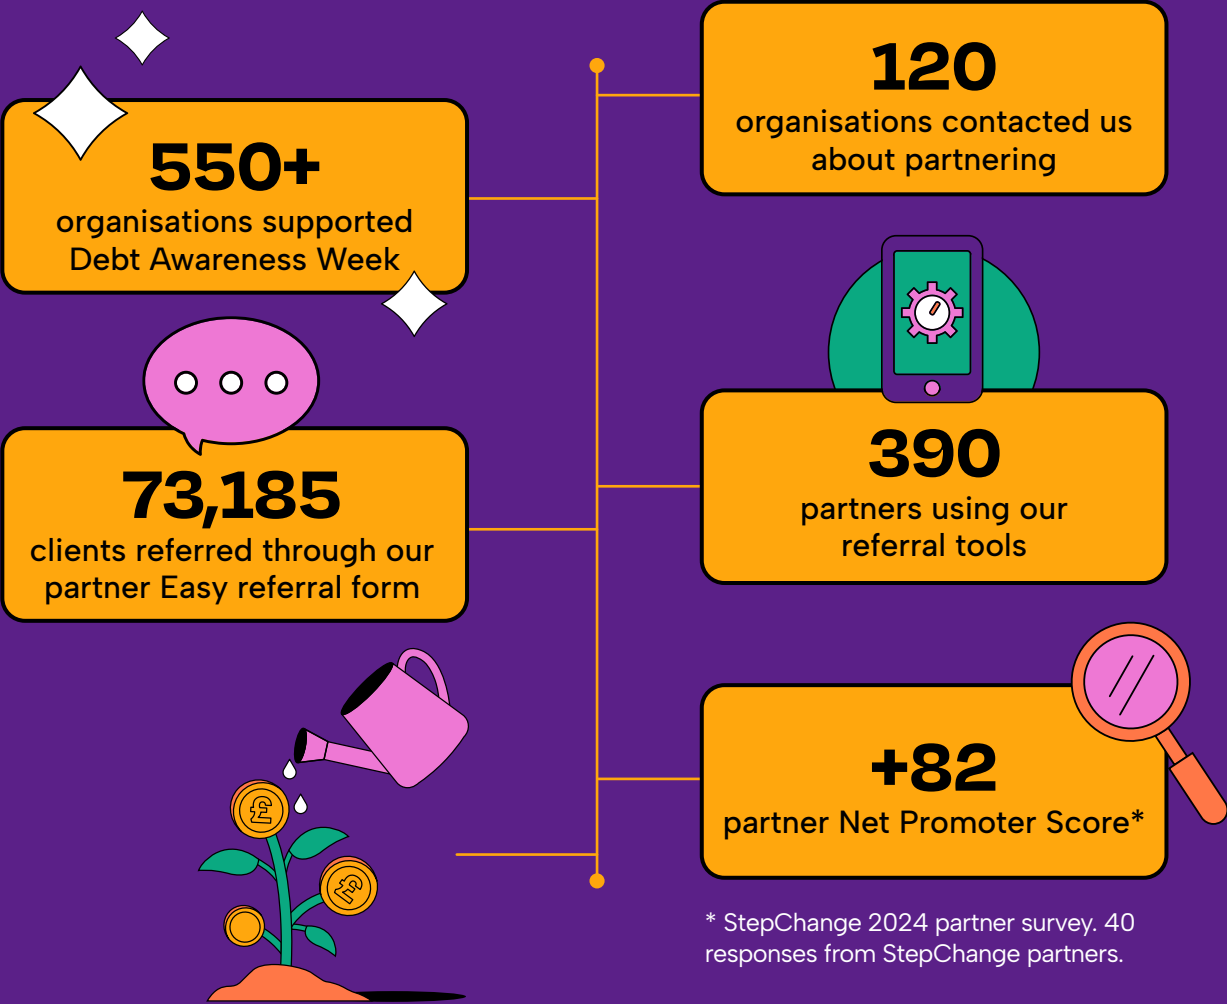 120
organisations contacted us
about partnering
550+
organisations supported
Debt Awareness Week
390
partners using our
referral tools
73,185
clients referred through our
partner Easy referral form
+82
partner Net Promoter Score*
£
£
* StepChange 2024 partner survey. 40
responses from StepChange partners.